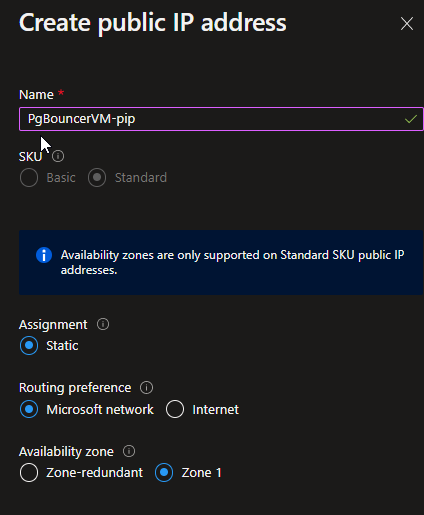 Create public IP address
Name *
PgBouncerVM-pip
SKU
Basic
Standard
Availability zones are only supported on Standard SKU public IP
addresses.
Assignment
Static
Routing preference
Microsoft network
Internet
Availability zone
Zone-redundant
Zone 1